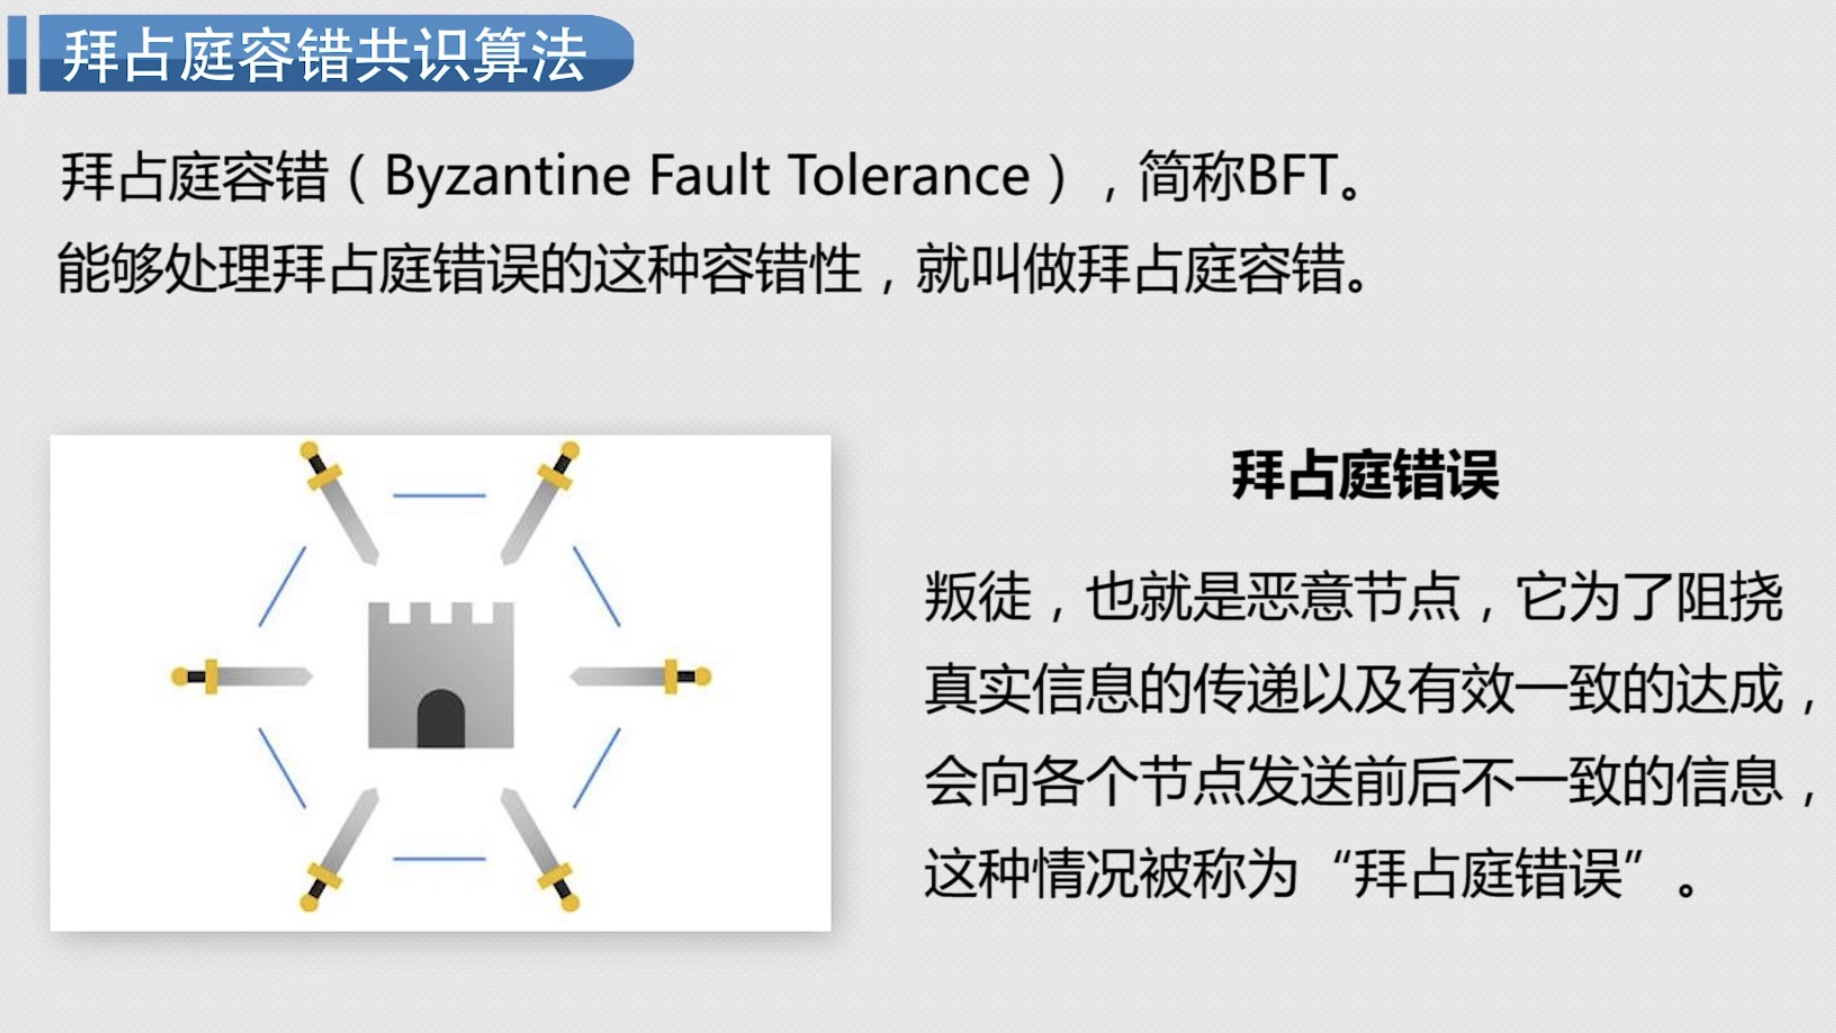 拜占庭容错共识算法
拜占庭容错（Byzantine Fault Tolerance），简称BFT。
能够处理拜占庭错误的这种容错性，就叫做拜占庭容错。
拜占庭错误
叛徒，也就是恶意节点，它为了阻挠
真实信息的传递以及有效一致的达成，
会向各个节点发送前后不一致的信息，
这种情况被称为“拜占庭错误”。